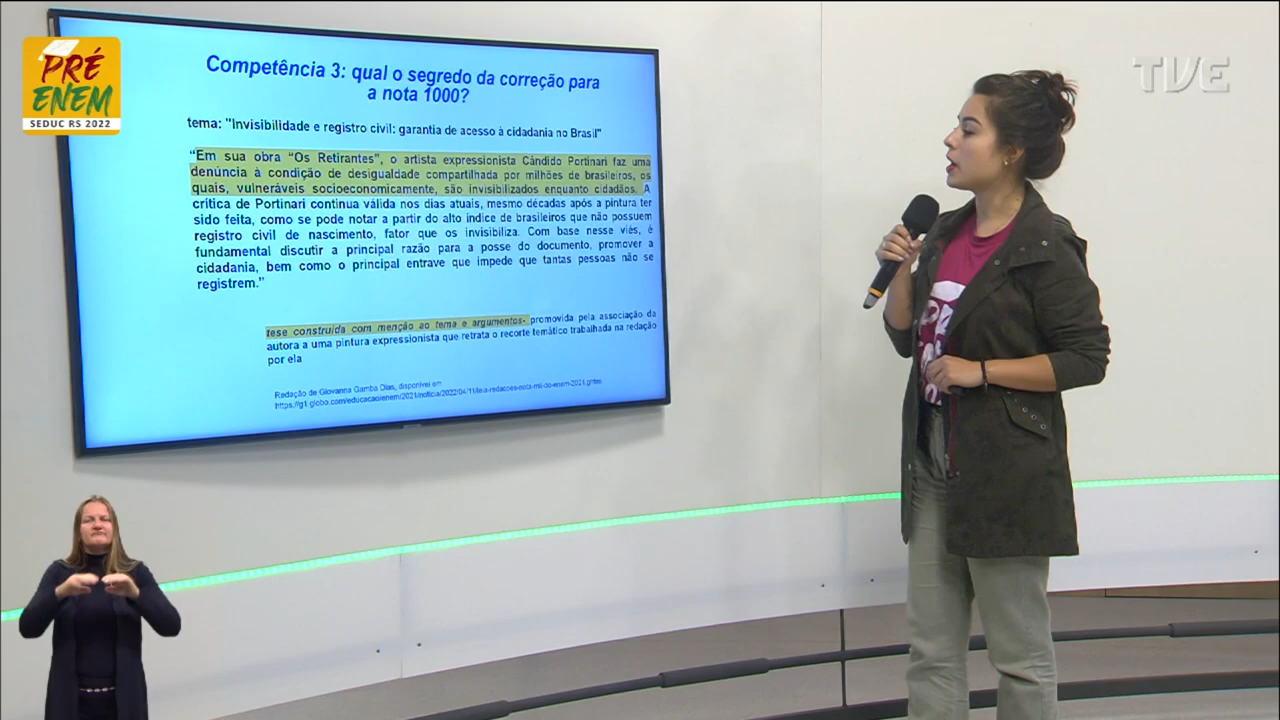 PRÉ
ENEM
SEDUC RS 2022
TVE
Competência 3: qual o segredo da correção para
a nota 1000?
tema: "Invisibilidade e registro civil: garantia de acesso à cidadania no Brasil"
"Em sua obra "Os Retirantes", o artista expressionista Cândido Portinari faz uma
denúncia à condição de desigualdade compartilhada por milhões de brasileiros, os
quais, vulneráveis socioeconomicamente, são invisibilizados enquanto cidadãos. A
crítica de Portinari continua válida nos dias atuais, mesmo décadas após a pintura ter
sido feita, como se pode notar a partir do alto índice de brasileiros que não possuem
registro civil de nascimento, fator que os invisibiliza. Com base nesse viés, é
fundamental discutir a principal razão para a posse do documento, promover a
cidadania, bem como o principal entrave que impede que tantas pessoas não se
registrem."
tese construída com menção ao tema e argumentos- promovida pela associação da
autora a uma pintura expressionista que retrata o recorte temático trabalhada na redação
por ela
Redação de Giovanna Gamba Dias, disponível em